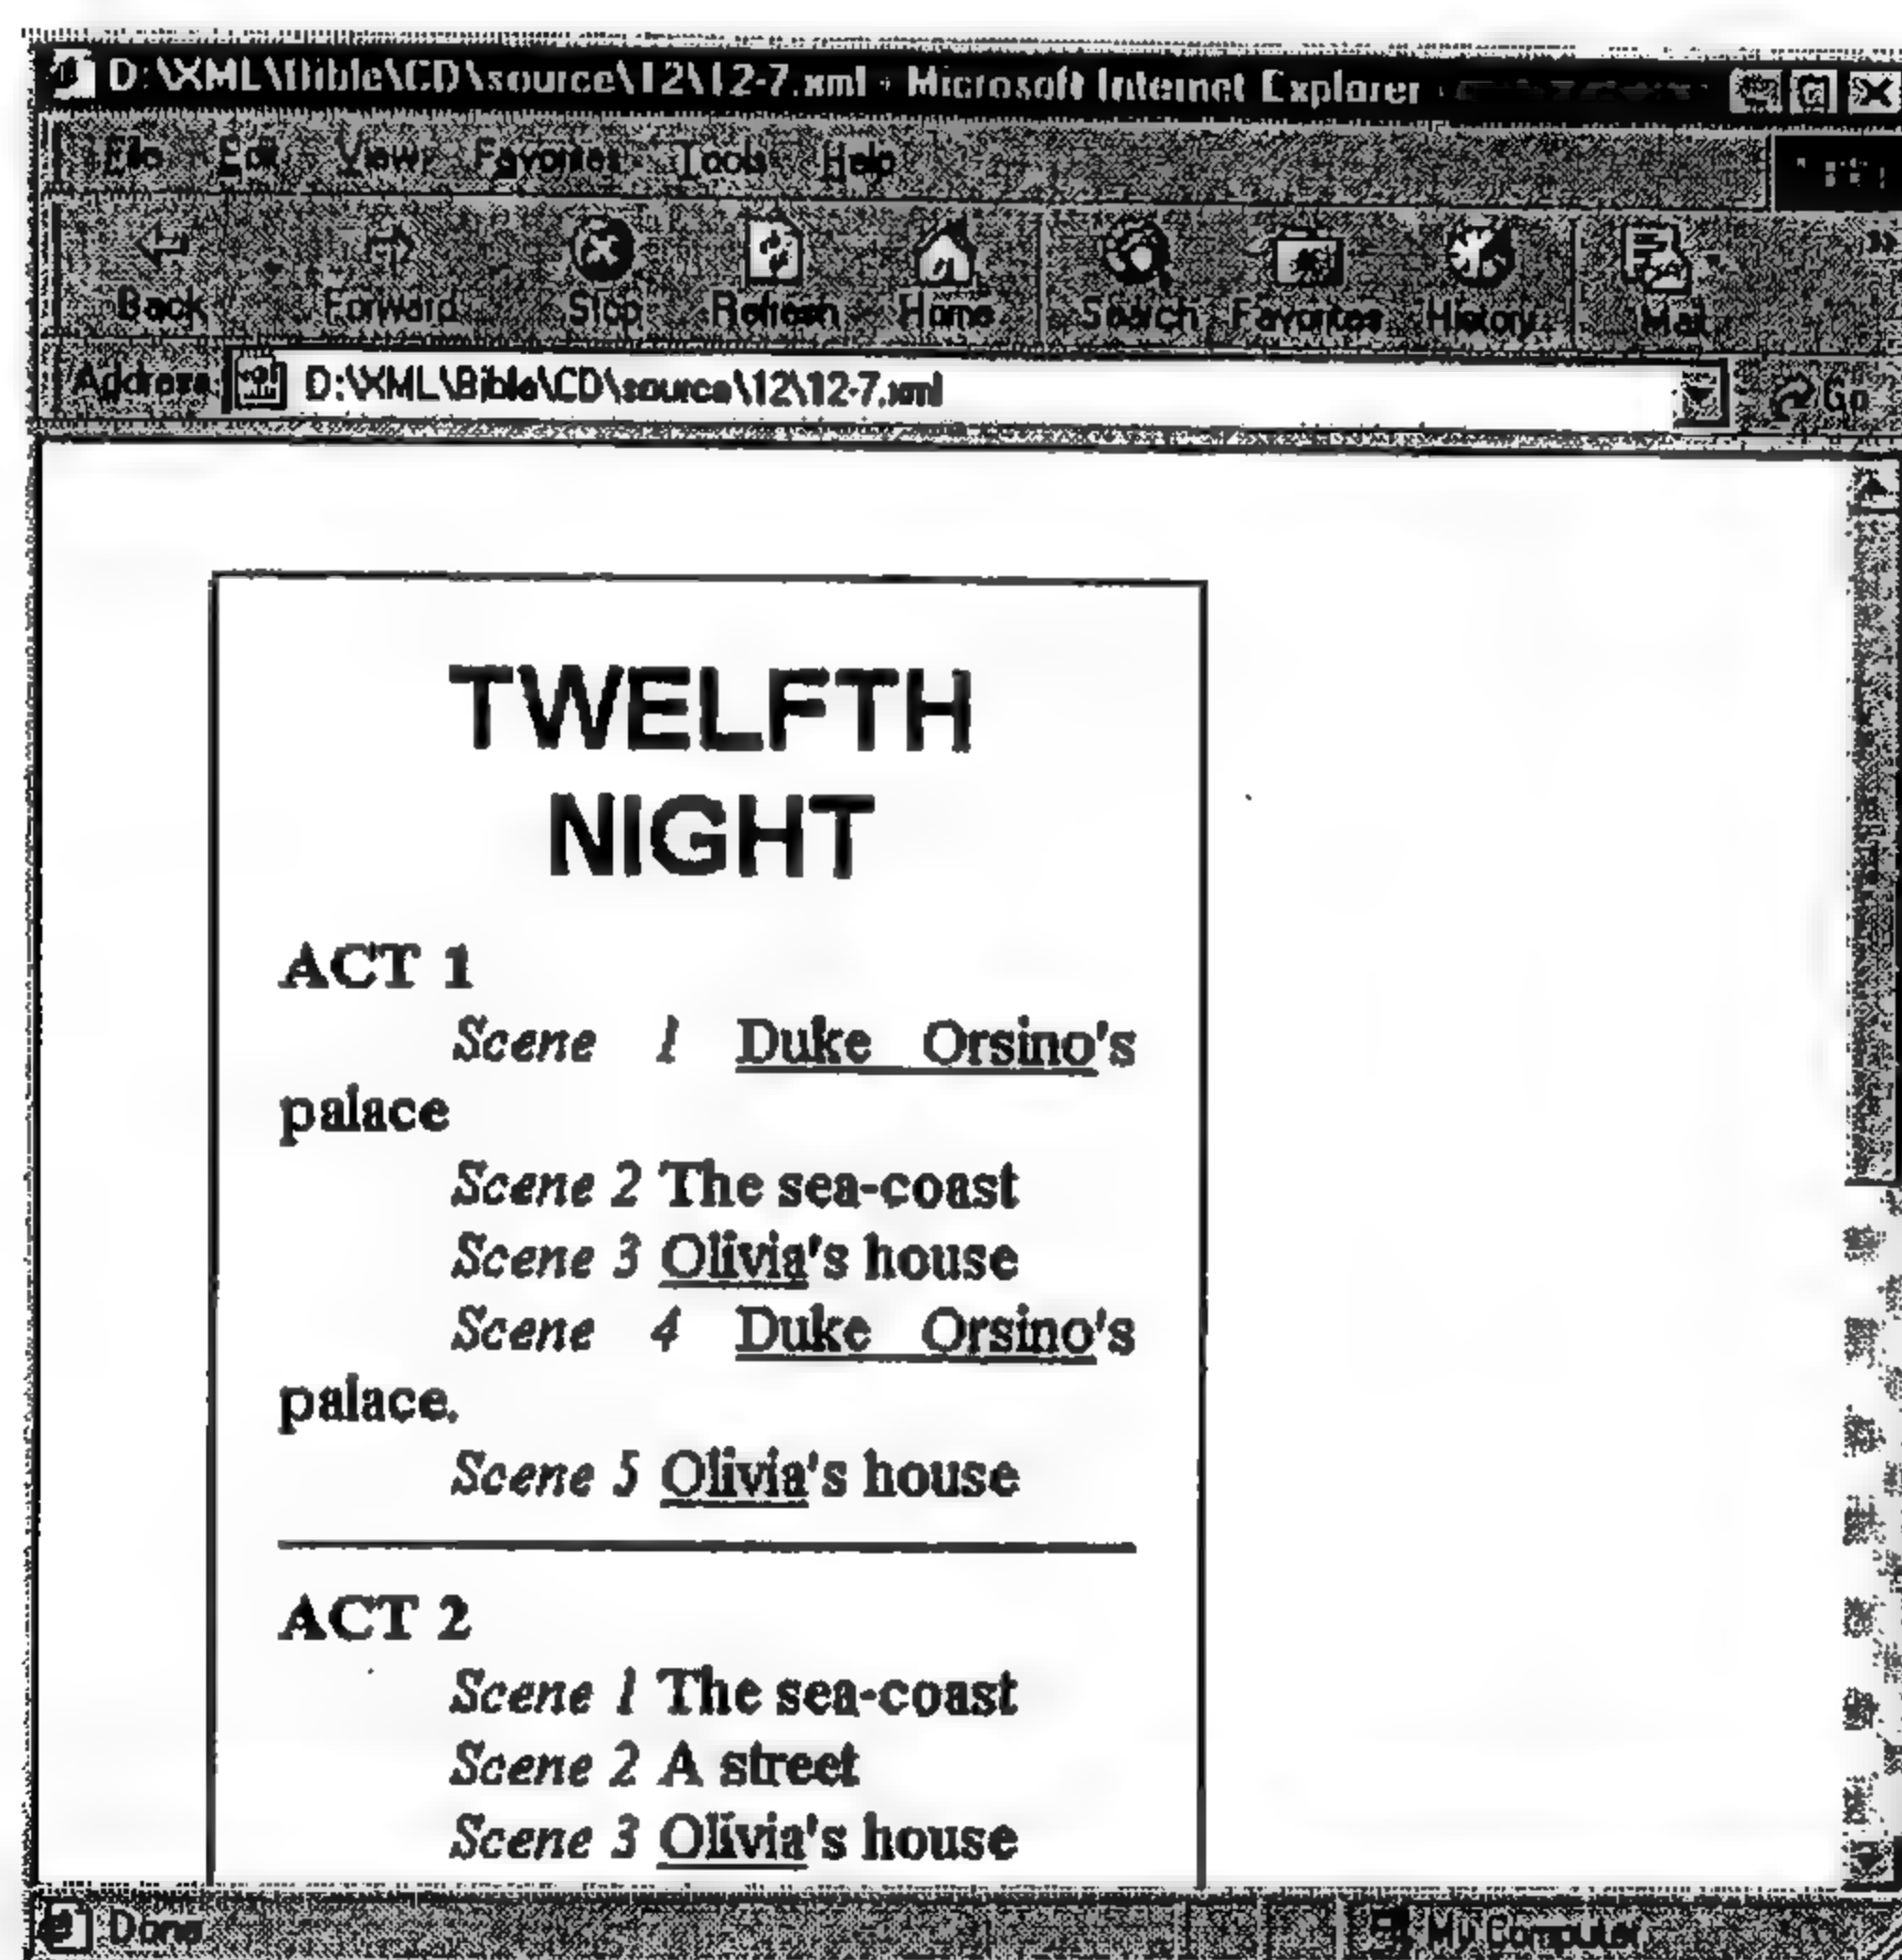 D:\XML\Bible\CD\source\12\12-7.xml - Microsoft Internet Explorer
File Edit View Favorites Tools Help
Back Forward Stop Refresh Home Search Favorites History Mail
Address D:\XML\Bible\CD\source\12\12-7.xml Go
TWELFTH
NIGHT
ACT 1
Scene 1 Duke Orsino's
palace
Scene 2 The sea-coast
Scene 3 Olivia's house
Scene 4 Duke Orsino's
palace.
Scene 5 Olivia's house
ACT 2
Scene 1 The sea-coast
Scene 2 A street
Scene 3 Olivia's house
Done My Computer